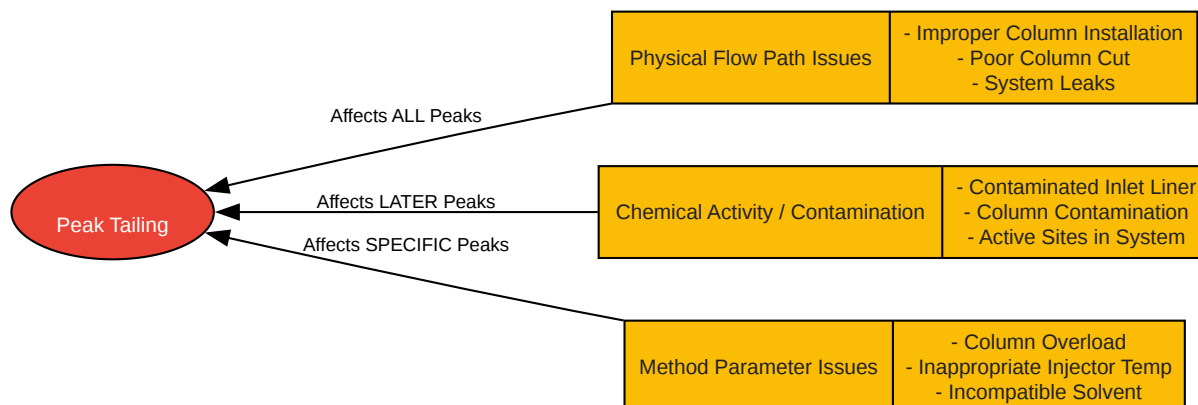 Peak Tailing
Affects ALL Peaks
Physical Flow Path Issues
- Improper Column Installation
- Poor Column Cut
- System Leaks
Affects LATER Peaks
Chemical Activity / Contamination
- Contaminated Inlet Liner
- Column Contamination
- Active Sites in System
Affects SPECIFIC Peaks
Method Parameter Issues
- Column Overload
- Inappropriate Injector Temp
- Incompatible Solvent